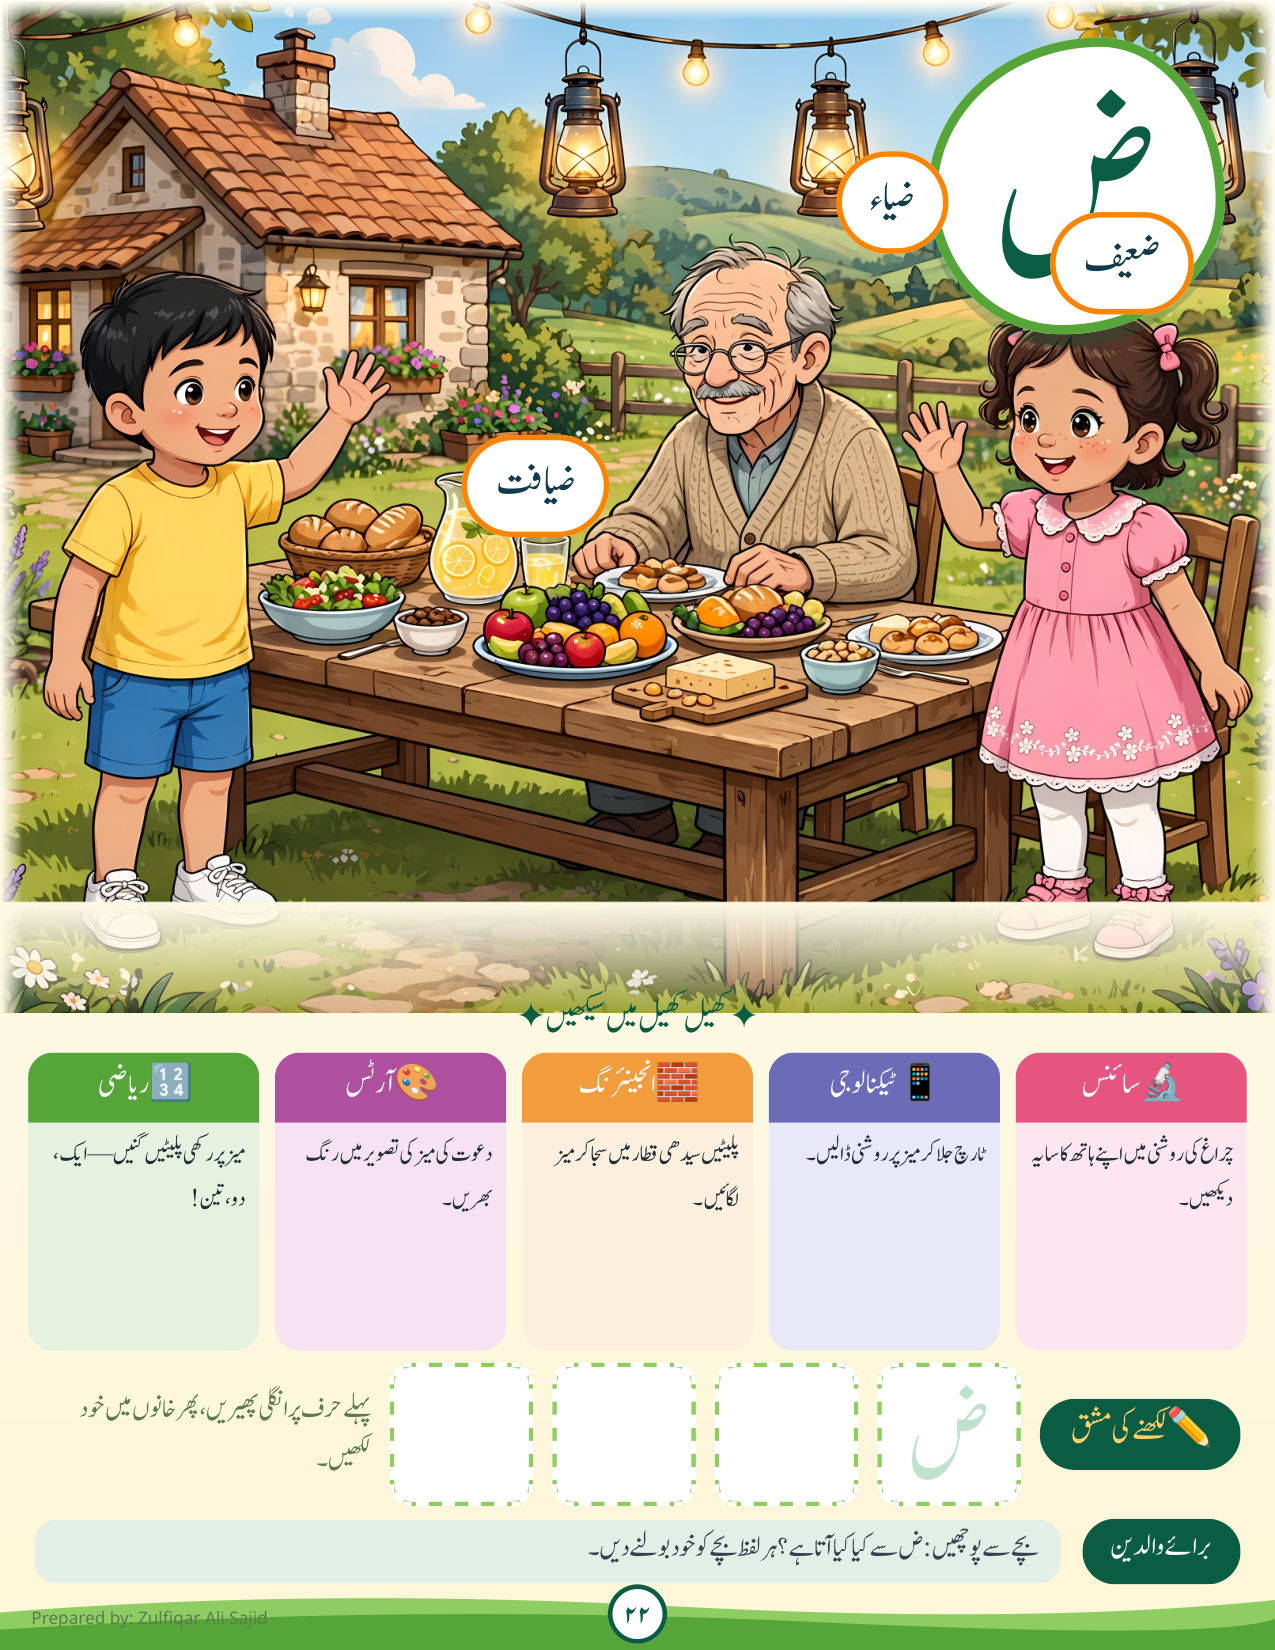 ض
ضیاء
ضعیف
ضیافت
✦ کھیل کھیل میں سیکھیں ✦
🔬 سائنس
چراغ کی روشنی میں اپنے ہاتھ کا سایہ
دیکھیں۔
📱 ٹیکنالوجی
ٹارچ جلا کر میز پر روشنی ڈالیں۔
🧱 انجینئرنگ
پلیٹیں سیدھی قطار میں سجا کر میز
لگائیں۔
🎨 آرٹس
دعوت کی میز کی تصویر میں رنگ
بھریں۔
🔢 ریاضی
میز پر رکھی پلیٹیں گنیں — ایک،
دو، تین!
✏️ لکھنے کی مشق
ض
پہلے حرف پر انگلی پھیریں، پھر خانوں میں خود
لکھیں۔
برائے والدین
بچے سے پوچھیں: ض سے کیا کیا آتا ہے؟ ہر لفظ بچے کو خود بولنے دیں۔
Prepared by: Zulfiqar Ali Sajid
۲۲